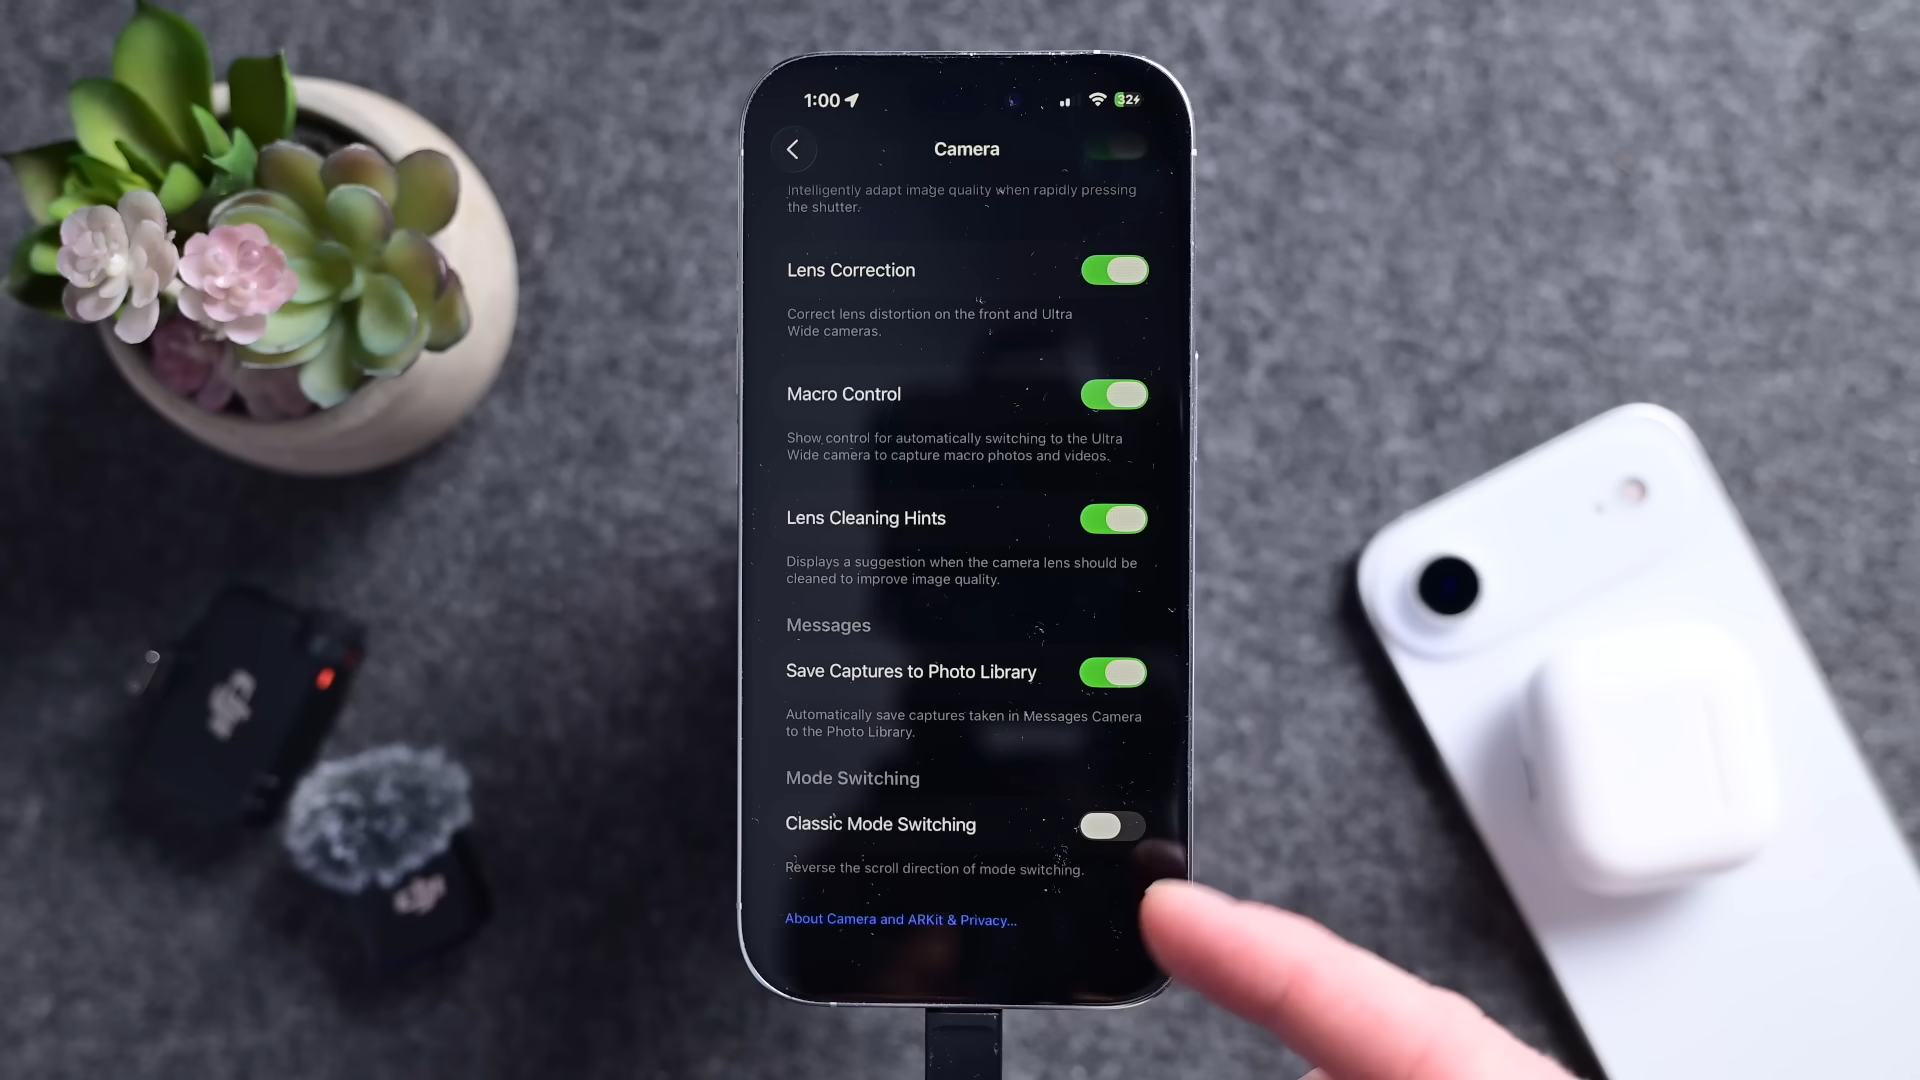 1:00
32
Camera
Intelligently adapt image quality when rapidly pressing
the shutter.
Lens Correction
Correct lens distortion on the front and Ultra
Wide cameras.
Macro Control
Show control for automatically switching to the Ultra
Wide camera to capture macro photos and videos.
Lens Cleaning Hints
Displays a suggestion when the camera lens should be
cleaned to improve image quality.
Messages
Save Captures to Photo Library
Automatically save captures taken in Messages Camera
to the Photo Library.
Mode Switching
Classic Mode Switching
Reverse the scroll direction of mode switching.
About Camera and ARKit & Privacy...
dji
dji